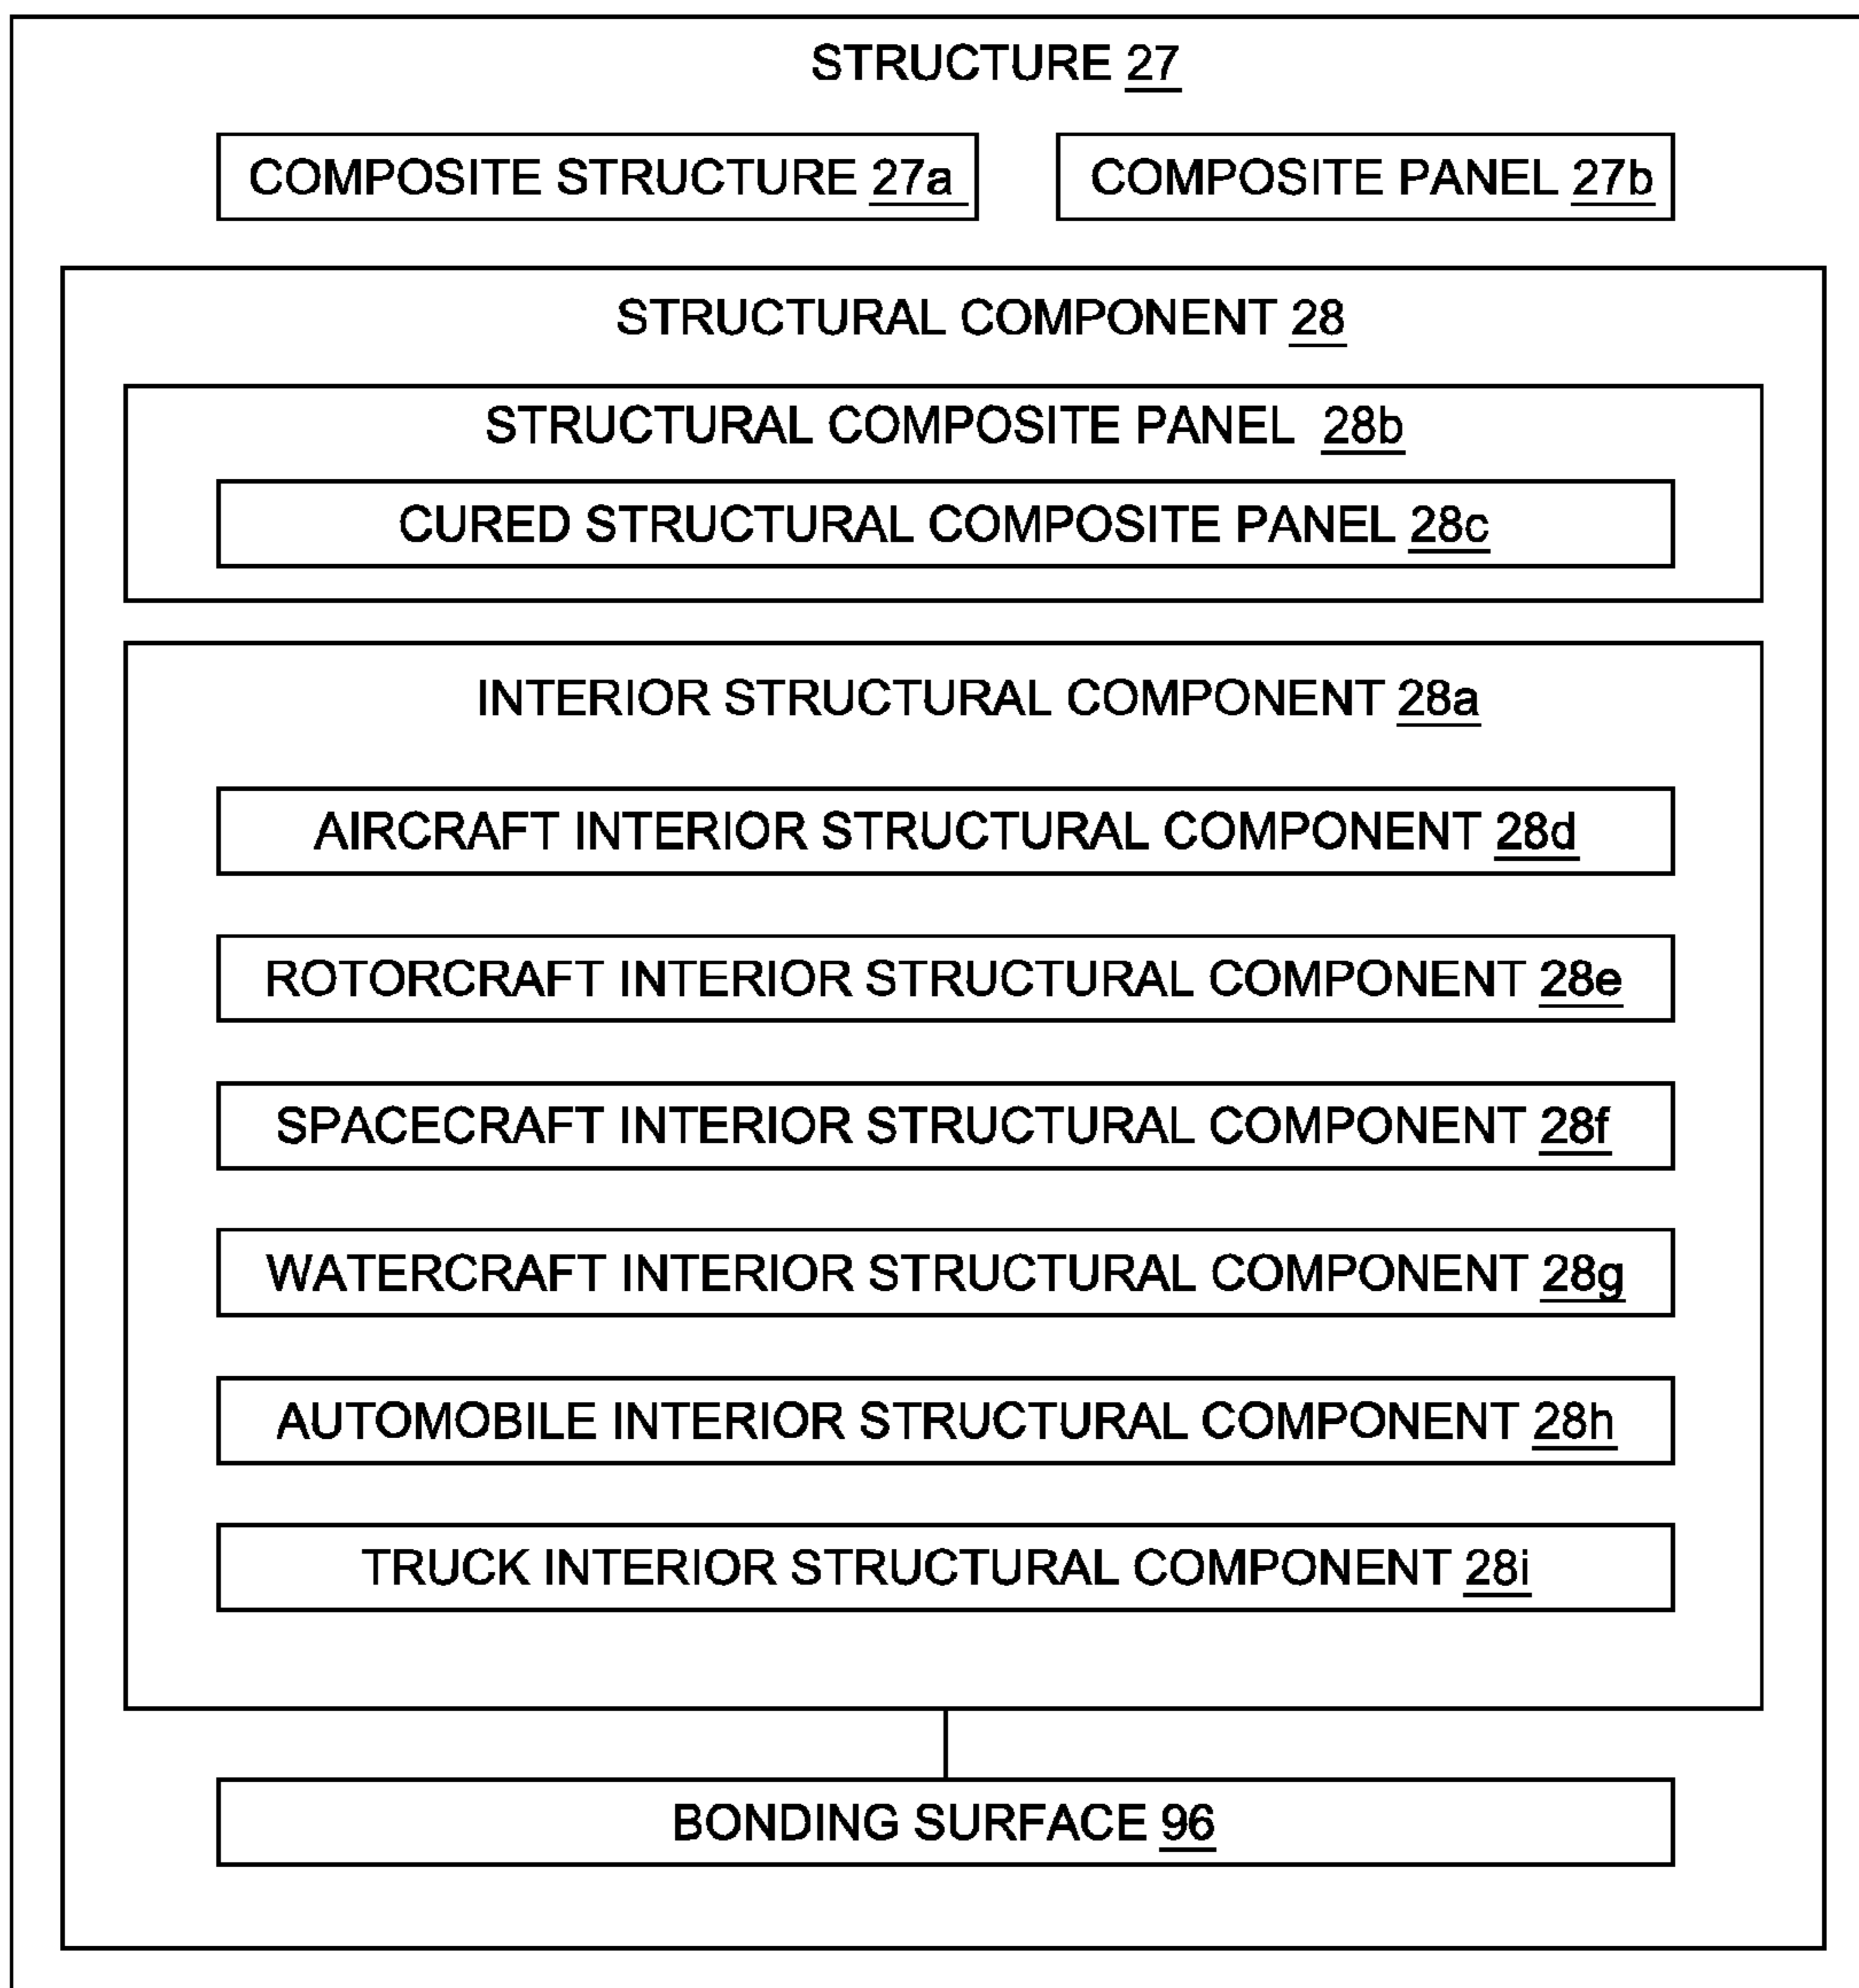 STRUCTURE 27
COMPOSITE STRUCTURE 27a
COMPOSITE PANEL 27b
STRUCTURAL COMPONENT 28
STRUCTURAL COMPOSITE PANEL 28b
CURED STRUCTURAL COMPOSITE PANEL 28c
INTERIOR STRUCTURAL COMPONENT 28a
AIRCRAFT INTERIOR STRUCTURAL COMPONENT 28d
ROTORCRAFT INTERIOR STRUCTURAL COMPONENT 28e
SPACECRAFT INTERIOR STRUCTURAL COMPONENT 28f
WATERCRAFT INTERIOR STRUCTURAL COMPONENT 28g
AUTOMOBILE INTERIOR STRUCTURAL COMPONENT 28h
TRUCK INTERIOR STRUCTURAL COMPONENT 28i
BONDING SURFACE 96